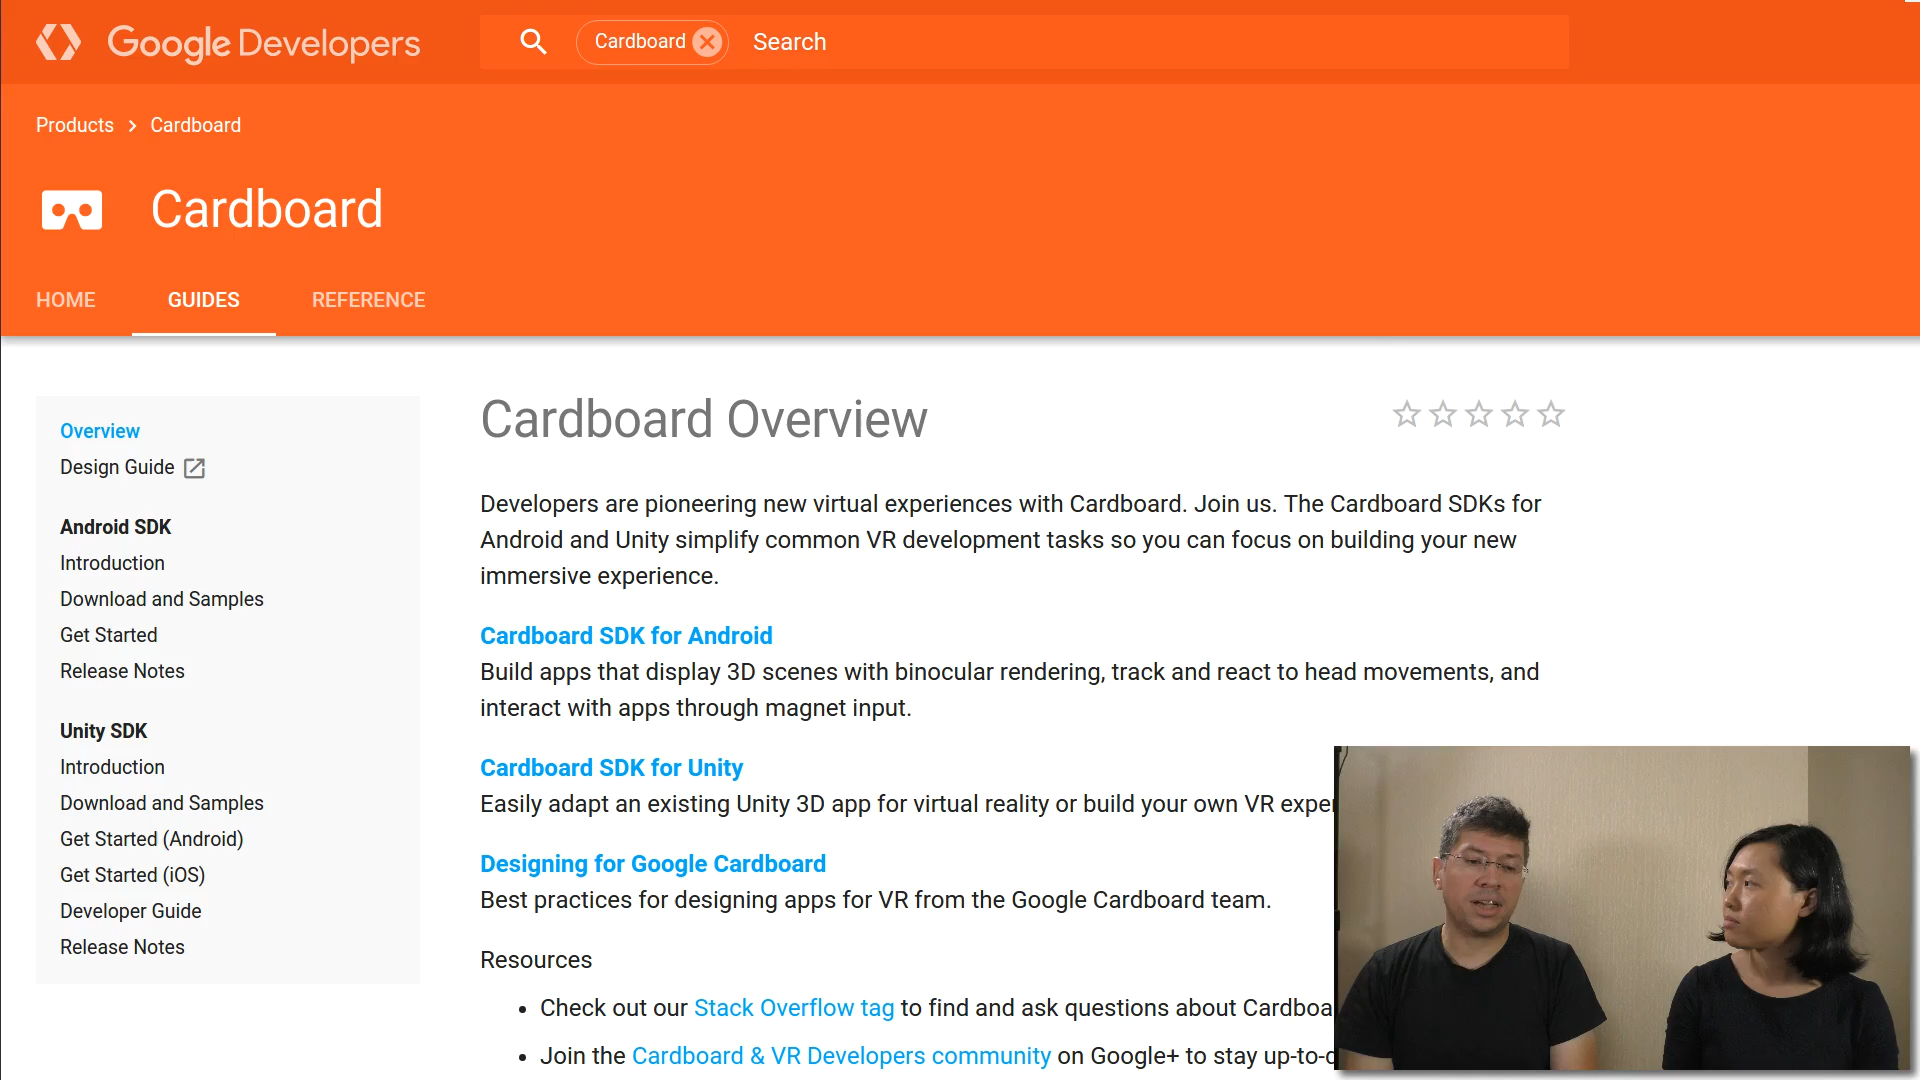 Google Developers
Cardboard
Search
Products
Cardboard
Cardboard
HOME
GUIDES
REFERENCE
Overview
Design Guide
Android SDK
Introduction
Download and Samples
Get Started
Release Notes
Unity SDK
Introduction
Download and Samples
Get Started (Android)
Get Started (iOS)
Developer Guide
Release Notes
Cardboard Overview
Developers are pioneering new virtual experiences with Cardboard. Join us. The Cardboard SDKs for
Android and Unity simplify common VR development tasks so you can focus on building your new
immersive experience.
Cardboard SDK for Android
Build apps that display 3D scenes with binocular rendering, track and react to head movements, and
interact with apps through magnet input.
Cardboard SDK for Unity
Easily adapt an existing Unity 3D app for virtual reality or build your own VR exper
Designing for Google Cardboard
Best practices for designing apps for VR from the Google Cardboard team.
Resources
• Check out our Stack Overflow tag to find and ask questions about Cardboa
• Join the Cardboard & VR Developers community on Google+ to stay up-to-